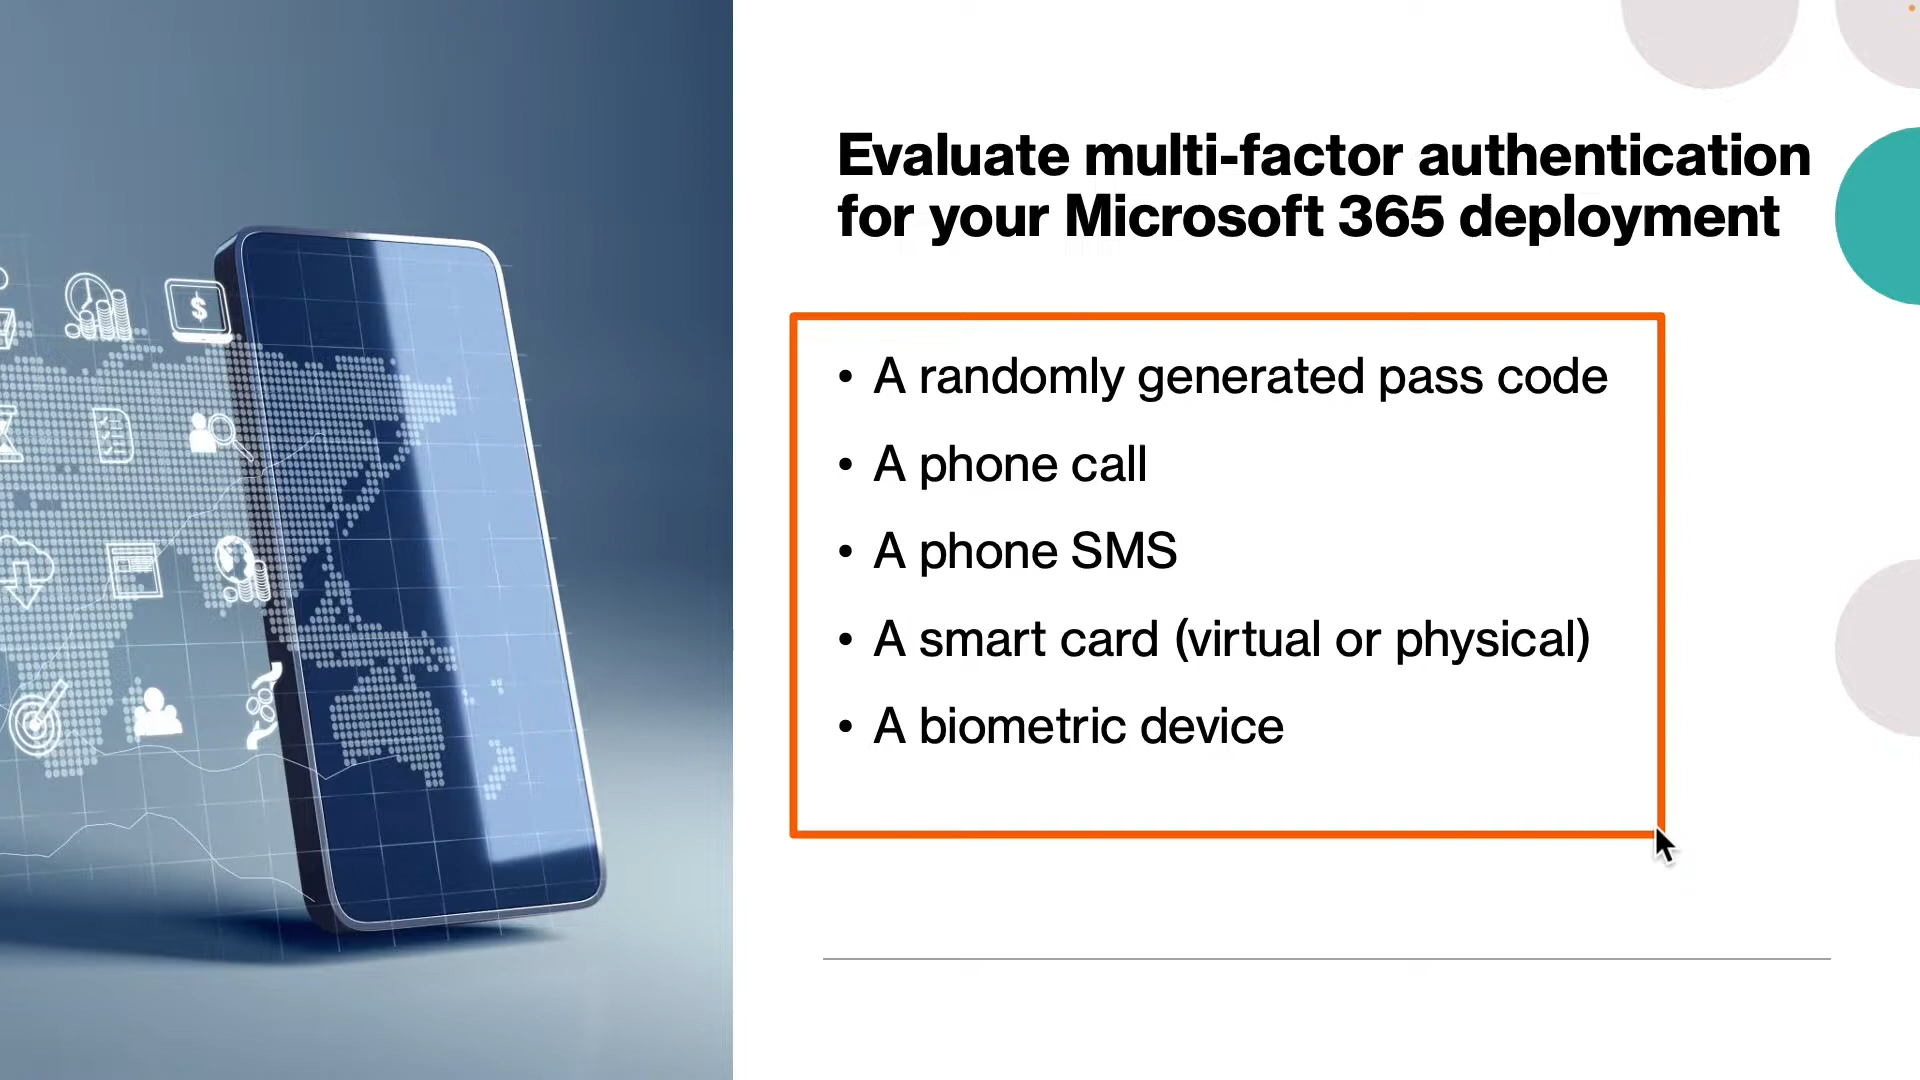 Evaluate multi-factor authentication
for your Microsoft 365 deployment
• A randomly generated pass code
• A phone call
• A phone SMS
• A smart card (virtual or physical)
• A biometric device
$